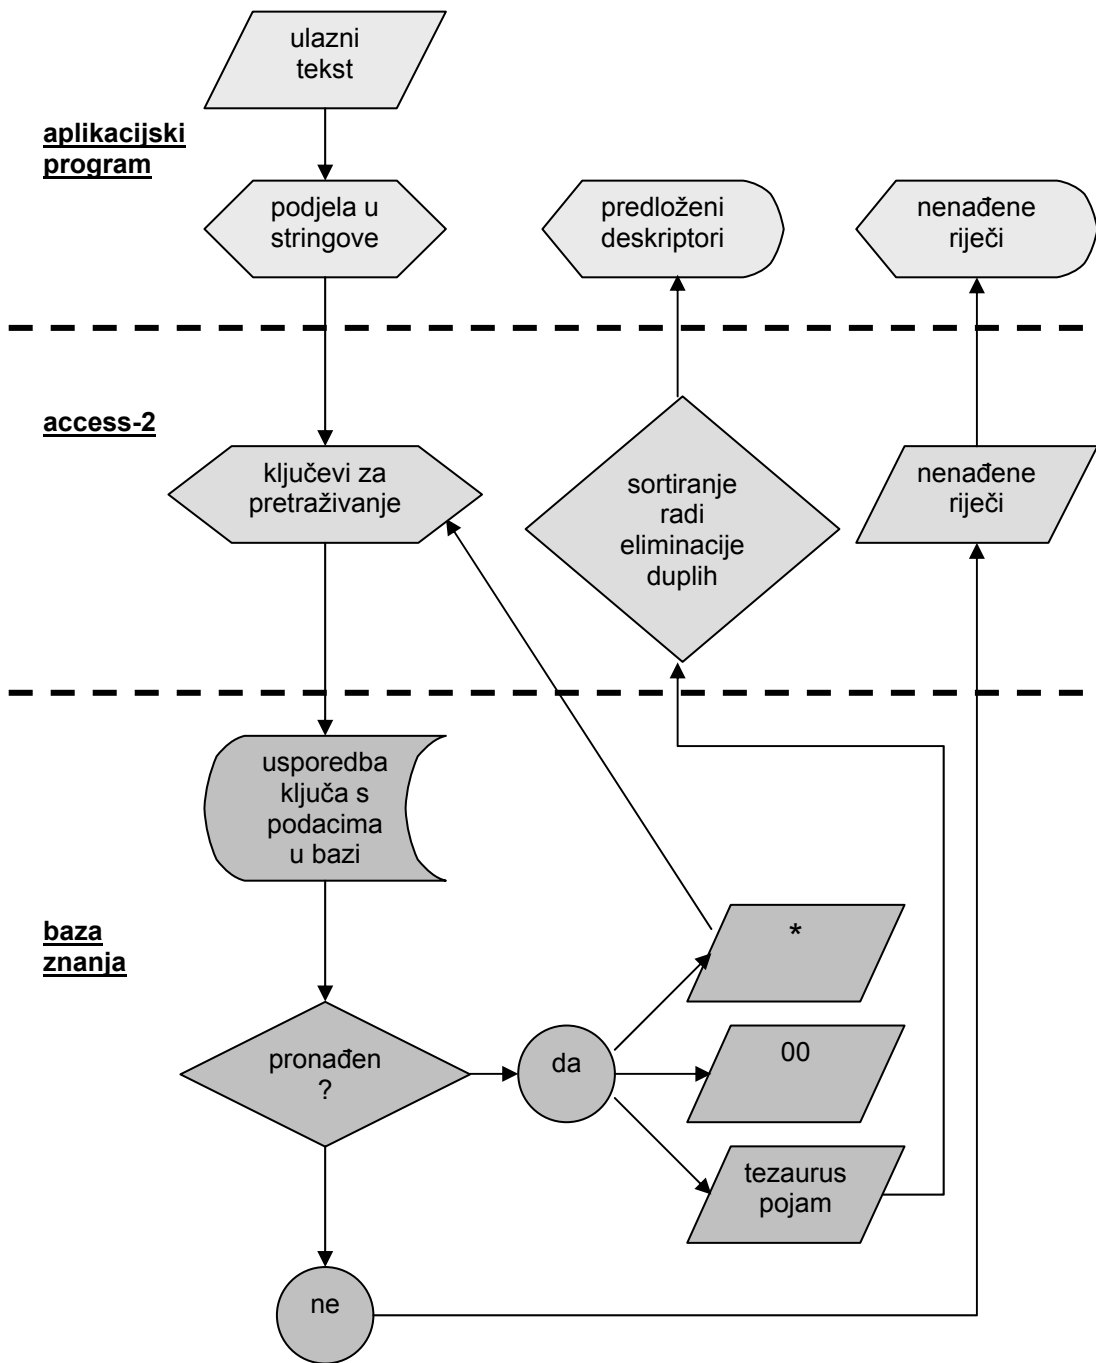 ulazni
tekst
aplikacijski
program
podjela u
stringove
predloženi
deskriptori
nenađene
riječi
access-2
ključevi za
pretraživanje
sortiranje
radi
eliminacije
duplih
nenađene
riječi
usporedba
ključa s
podacima
u bazi
baza
znanja
*
pronađen
?
da
00
tezaurus
pojam
ne